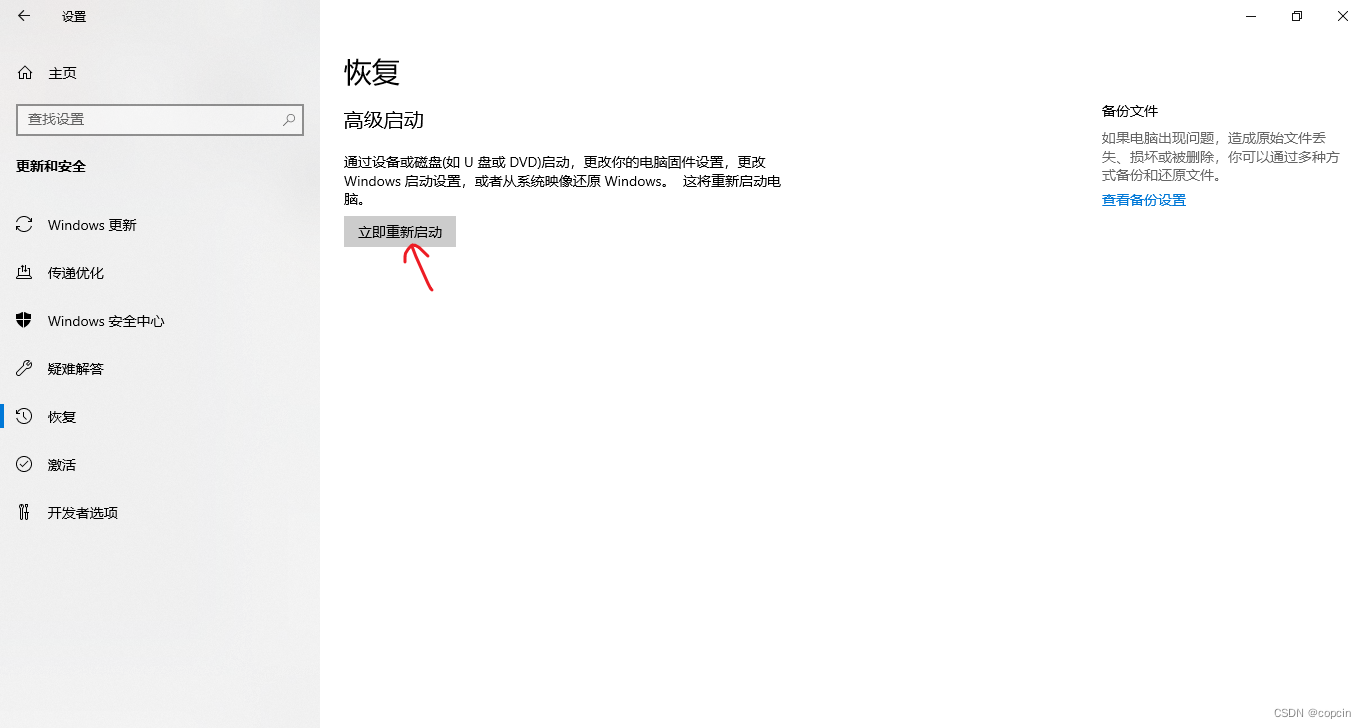 设置
主页
查找设置
更新和安全
Windows 更新
传递优化
Windows 安全中心
疑难解答
恢复
激活
开发者选项
恢复
高级启动
通过设备或磁盘(如 U 盘或 DVD)启动，更改你的电脑固件设置，更改
Windows 启动设置，或者从系统映像还原 Windows。 这将重新启动电
脑。
立即重新启动
备份文件
如果电脑出现问题，造成原始文件丢
失、损坏或被删除，你可以通过多种方
式备份和还原文件。
查看备份设置
CSDN @copcin